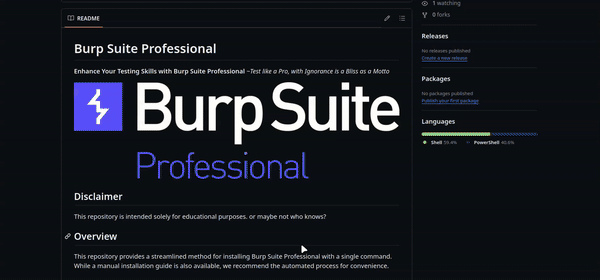 1 watching
0 forks
README
Burp Suite Professional
Enhance Your Testing Skills with Burp Suite Professional ~Test like a Pro, with Ignorance is a Bliss as a Motto
Burp Suite
Professional
Disclaimer
This repository is intended solely for educational purposes. or maybe not who knows?
Overview
This repository provides a streamlined method for installing Burp Suite Professional with a single command.
While a manual installation guide is also available, we recommend the automated process for convenience.
Releases
No releases published
Create a new release
Packages
No packages published
Publish your first package
Languages
Shell 59.4% PowerShell 40.6%